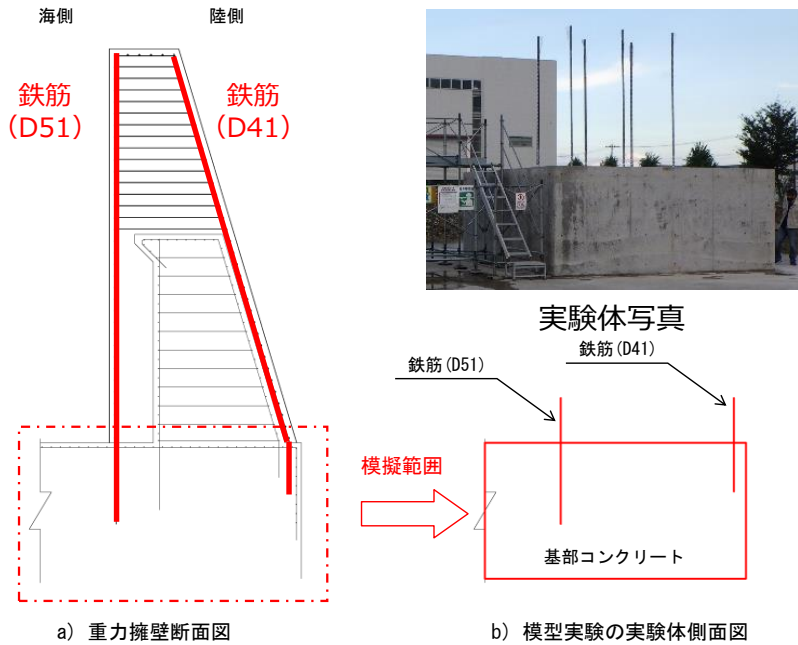 海側
陸側
鉄筋
(D51)
鉄筋
(D41)
実験体写真
鉄筋(D51)
鉄筋(D41)
模擬範囲
基部コンクリート
a) 重力擁壁断面図
b) 模型実験の実験体側面図